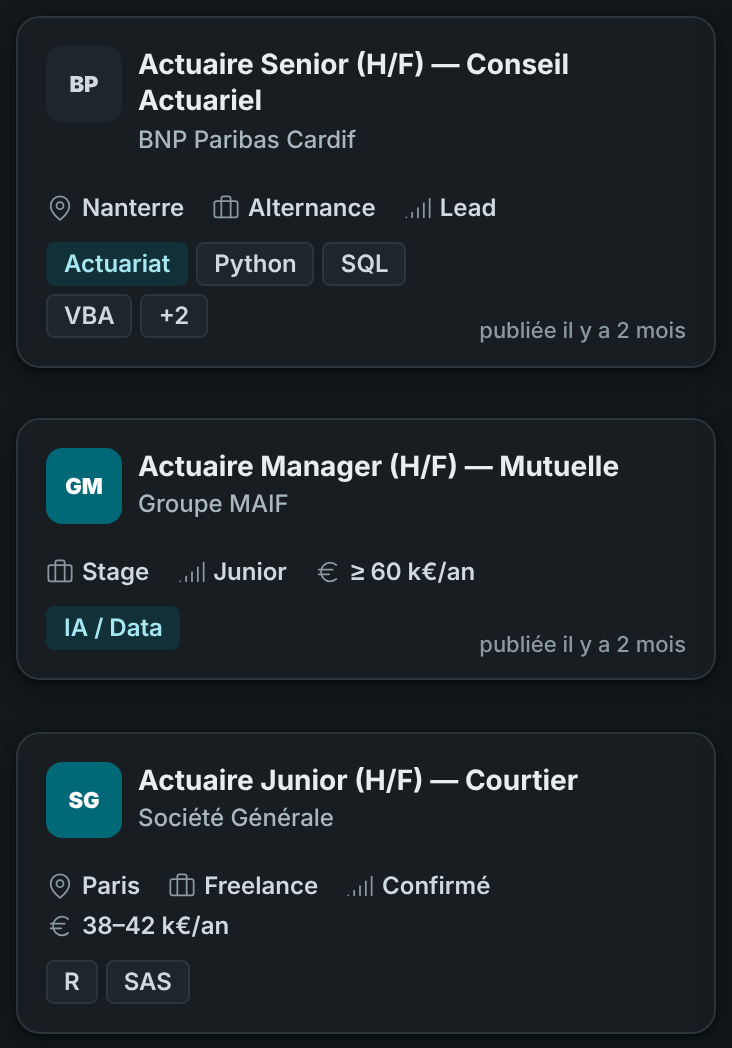 BP
Actuaire Senior (H/F) — Conseil
Actuariel
BNP Paribas Cardif
Nanterre Alternance Lead
Actuariat Python SQL
VBA +2
publiée il y a 2 mois
GM
Actuaire Manager (H/F) — Mutuelle
Groupe MAIF
Stage Junior € ≥ 60 k€/an
IA / Data
publiée il y a 2 mois
SG
Actuaire Junior (H/F) — Courtier
Société Générale
Paris Freelance Confirmé
€ 38–42 k€/an
R SAS